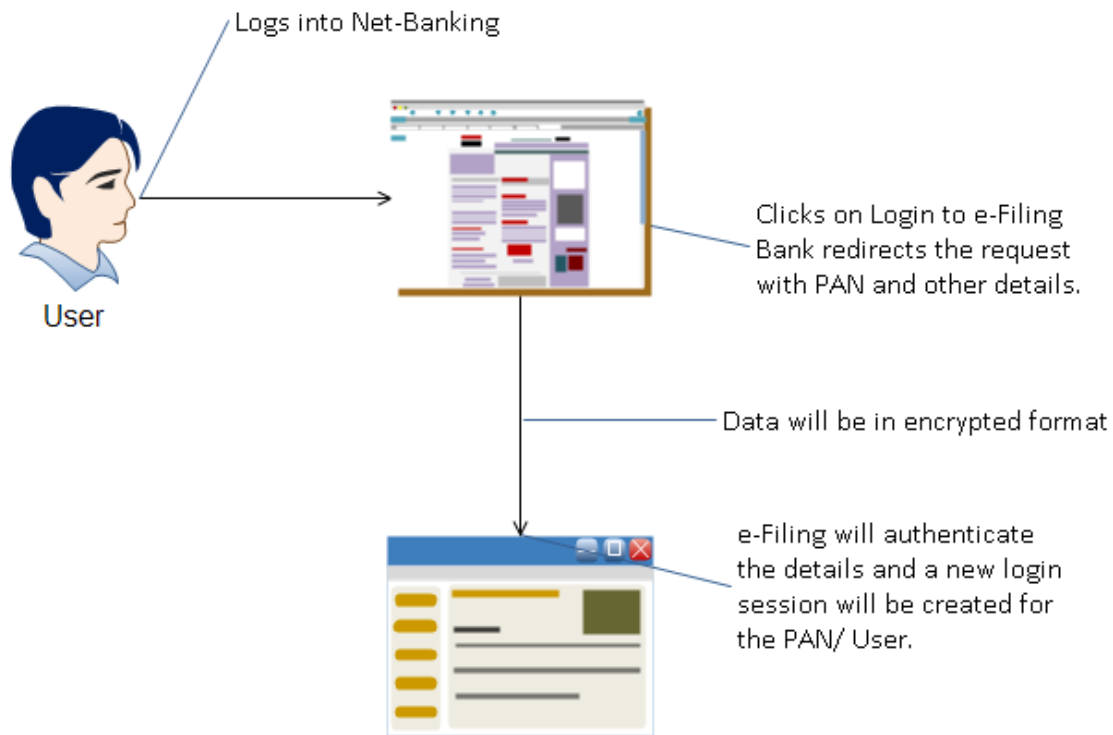 Logs into Net-Banking
User
Clicks on Login to e-Filing
Bank redirects the request
with PAN and other details.
Data will be in encrypted format
e-Filing will authenticate
the details and a new login
session will be created for
the PAN/ User.